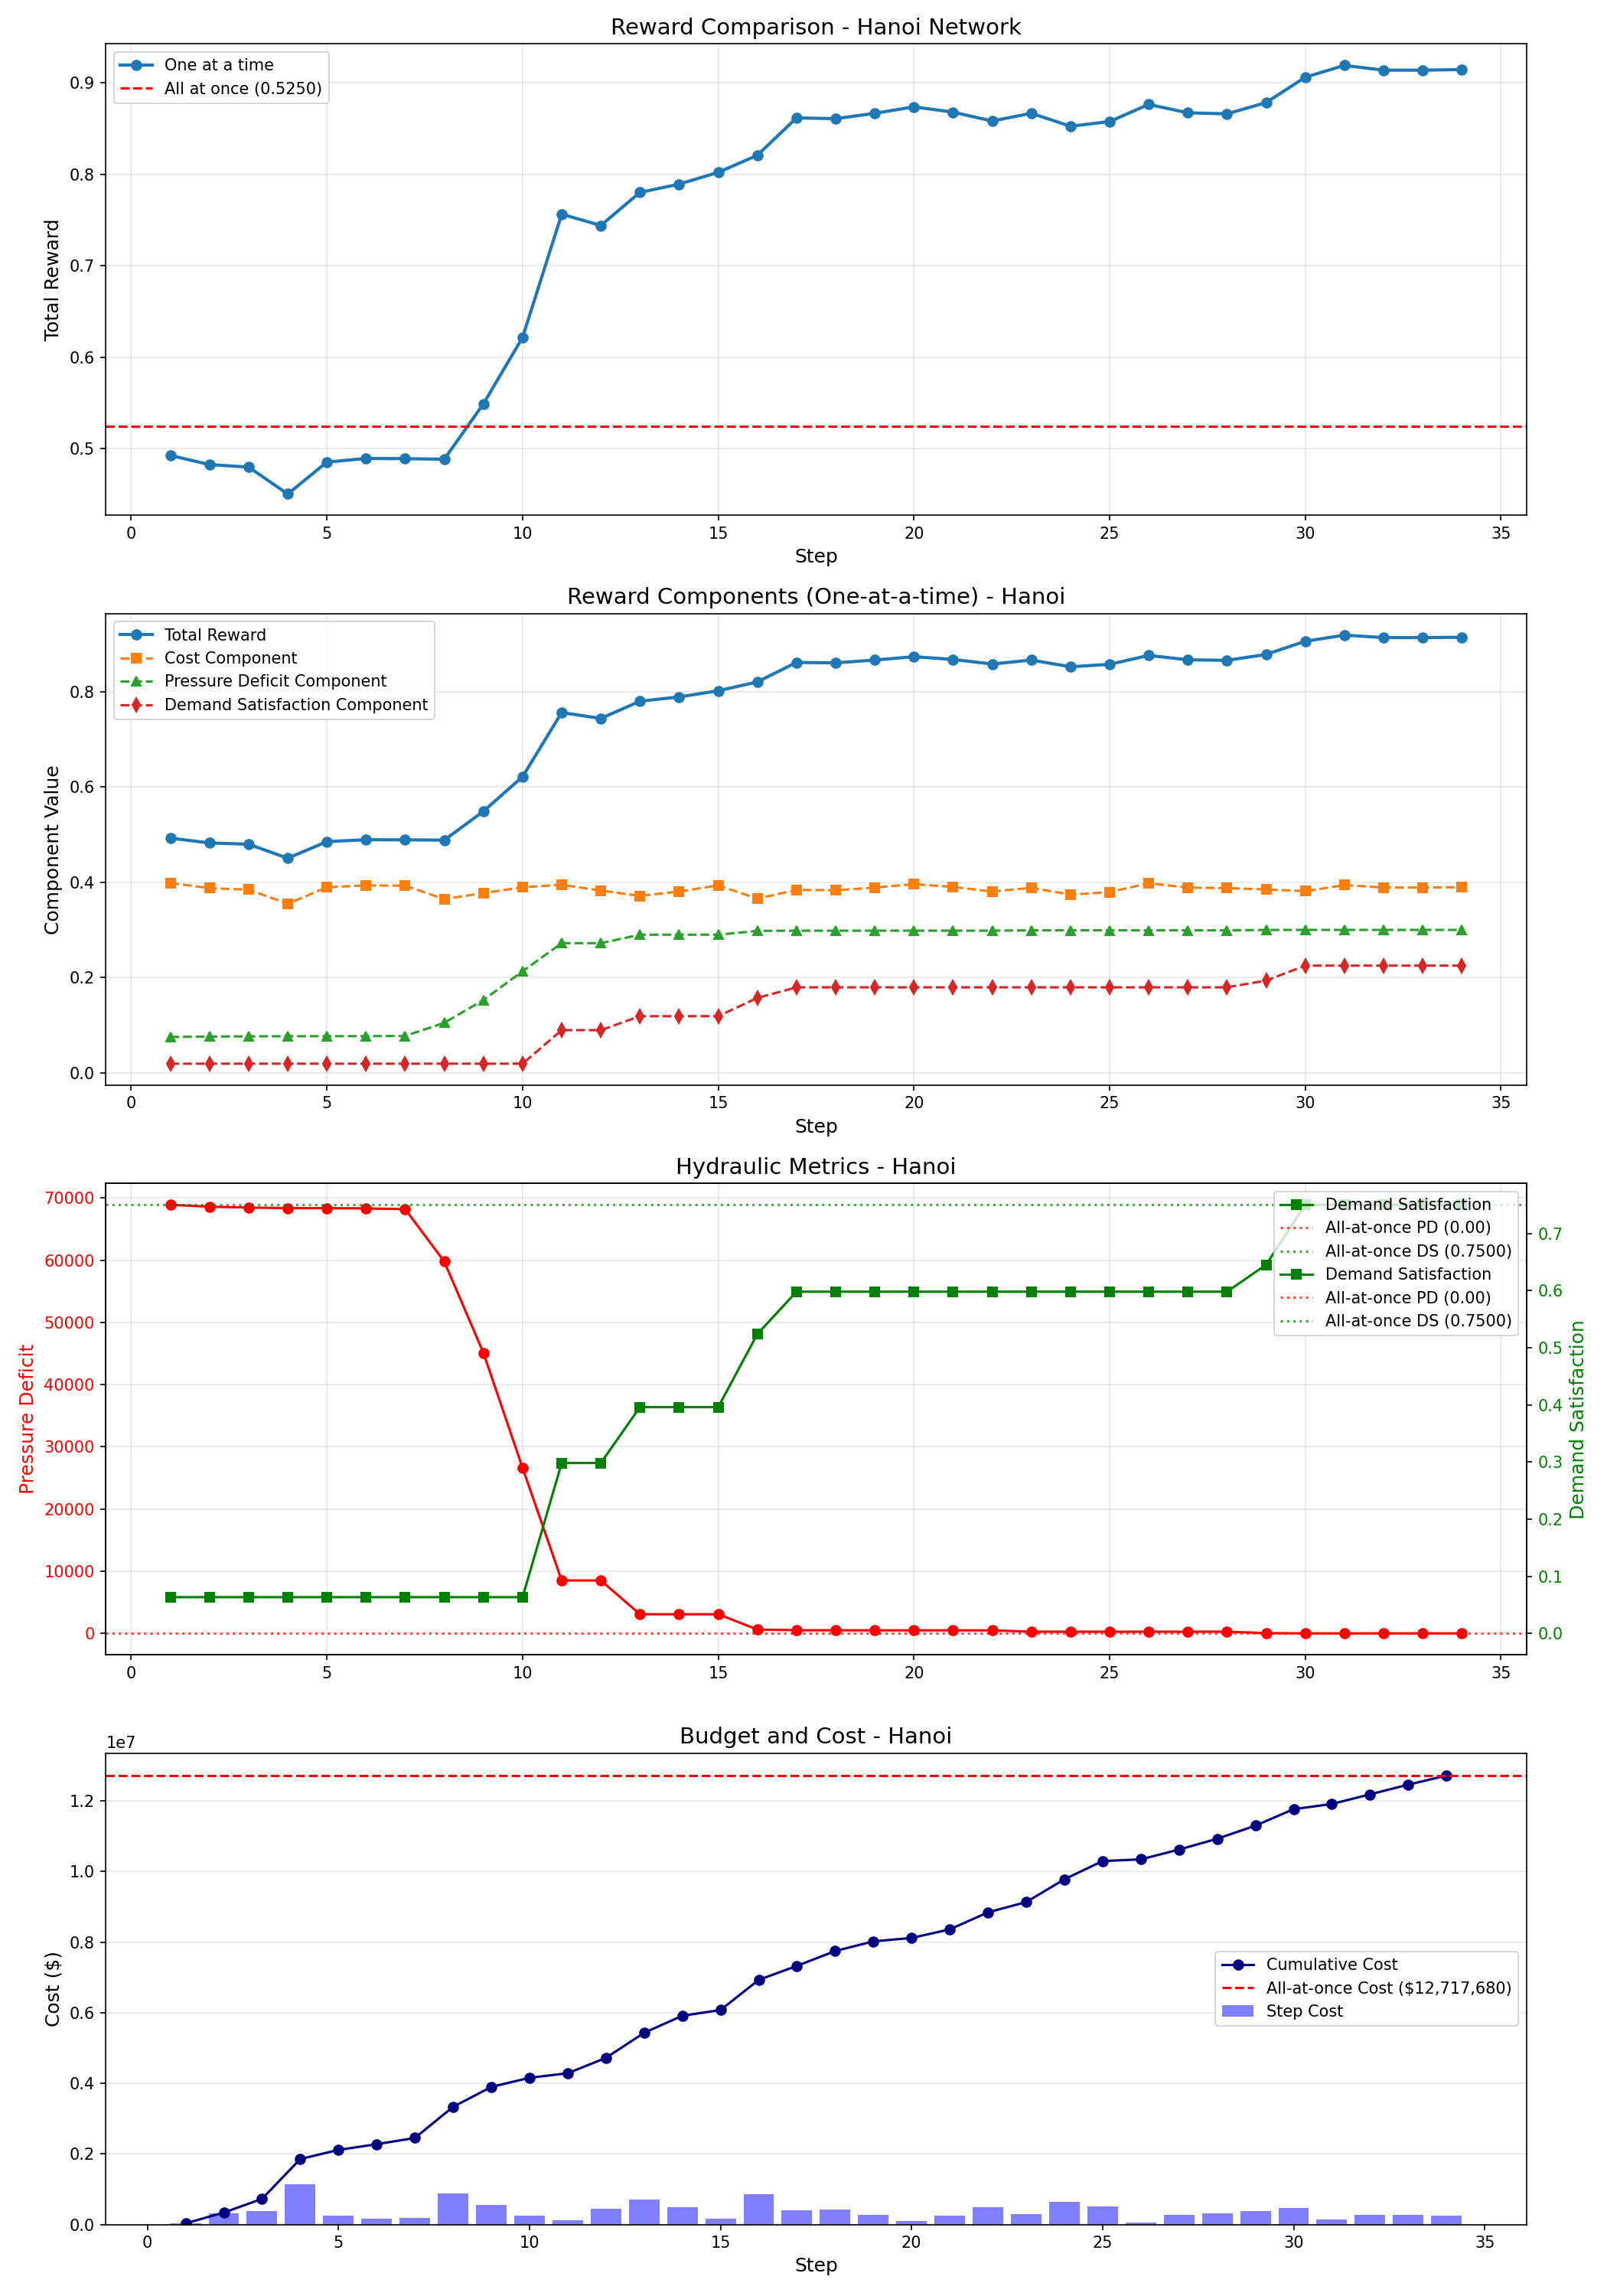 Reward Comparison - Hanoi Network
One at a time
All at once (0.5250)
Total Reward
0.9
0.8
0.7
0.6
0.5
0 5 10 15 20 25 30 35
Step
Reward Components (One-at-a-time) - Hanoi
Total Reward
Cost Component
Pressure Deficit Component
Demand Satisfaction Component
Component Value
0.8
0.6
0.4
0.2
0.0
0 5 10 15 20 25 30 35
Step
Hydraulic Metrics - Hanoi
Demand Satisfaction
All-at-once PD (0.00)
All-at-once DS (0.7500)
Demand Satisfaction
All-at-once PD (0.00)
All-at-once DS (0.7500)
Pressure Deficit
70000
60000
50000
40000
30000
20000
10000
0
Demand Satisfaction
0.7
0.6
0.5
0.4
0.3
0.2
0.1
0.0
0 5 10 15 20 25 30 35
Budget and Cost - Hanoi
1e7
Cost ($)
1.2
1.0
0.8
0.6
0.4
0.2
0.0
Cumulative Cost
All-at-once Cost ($12,717,680)
Step Cost
0 5 10 15 20 25 30 35
Step